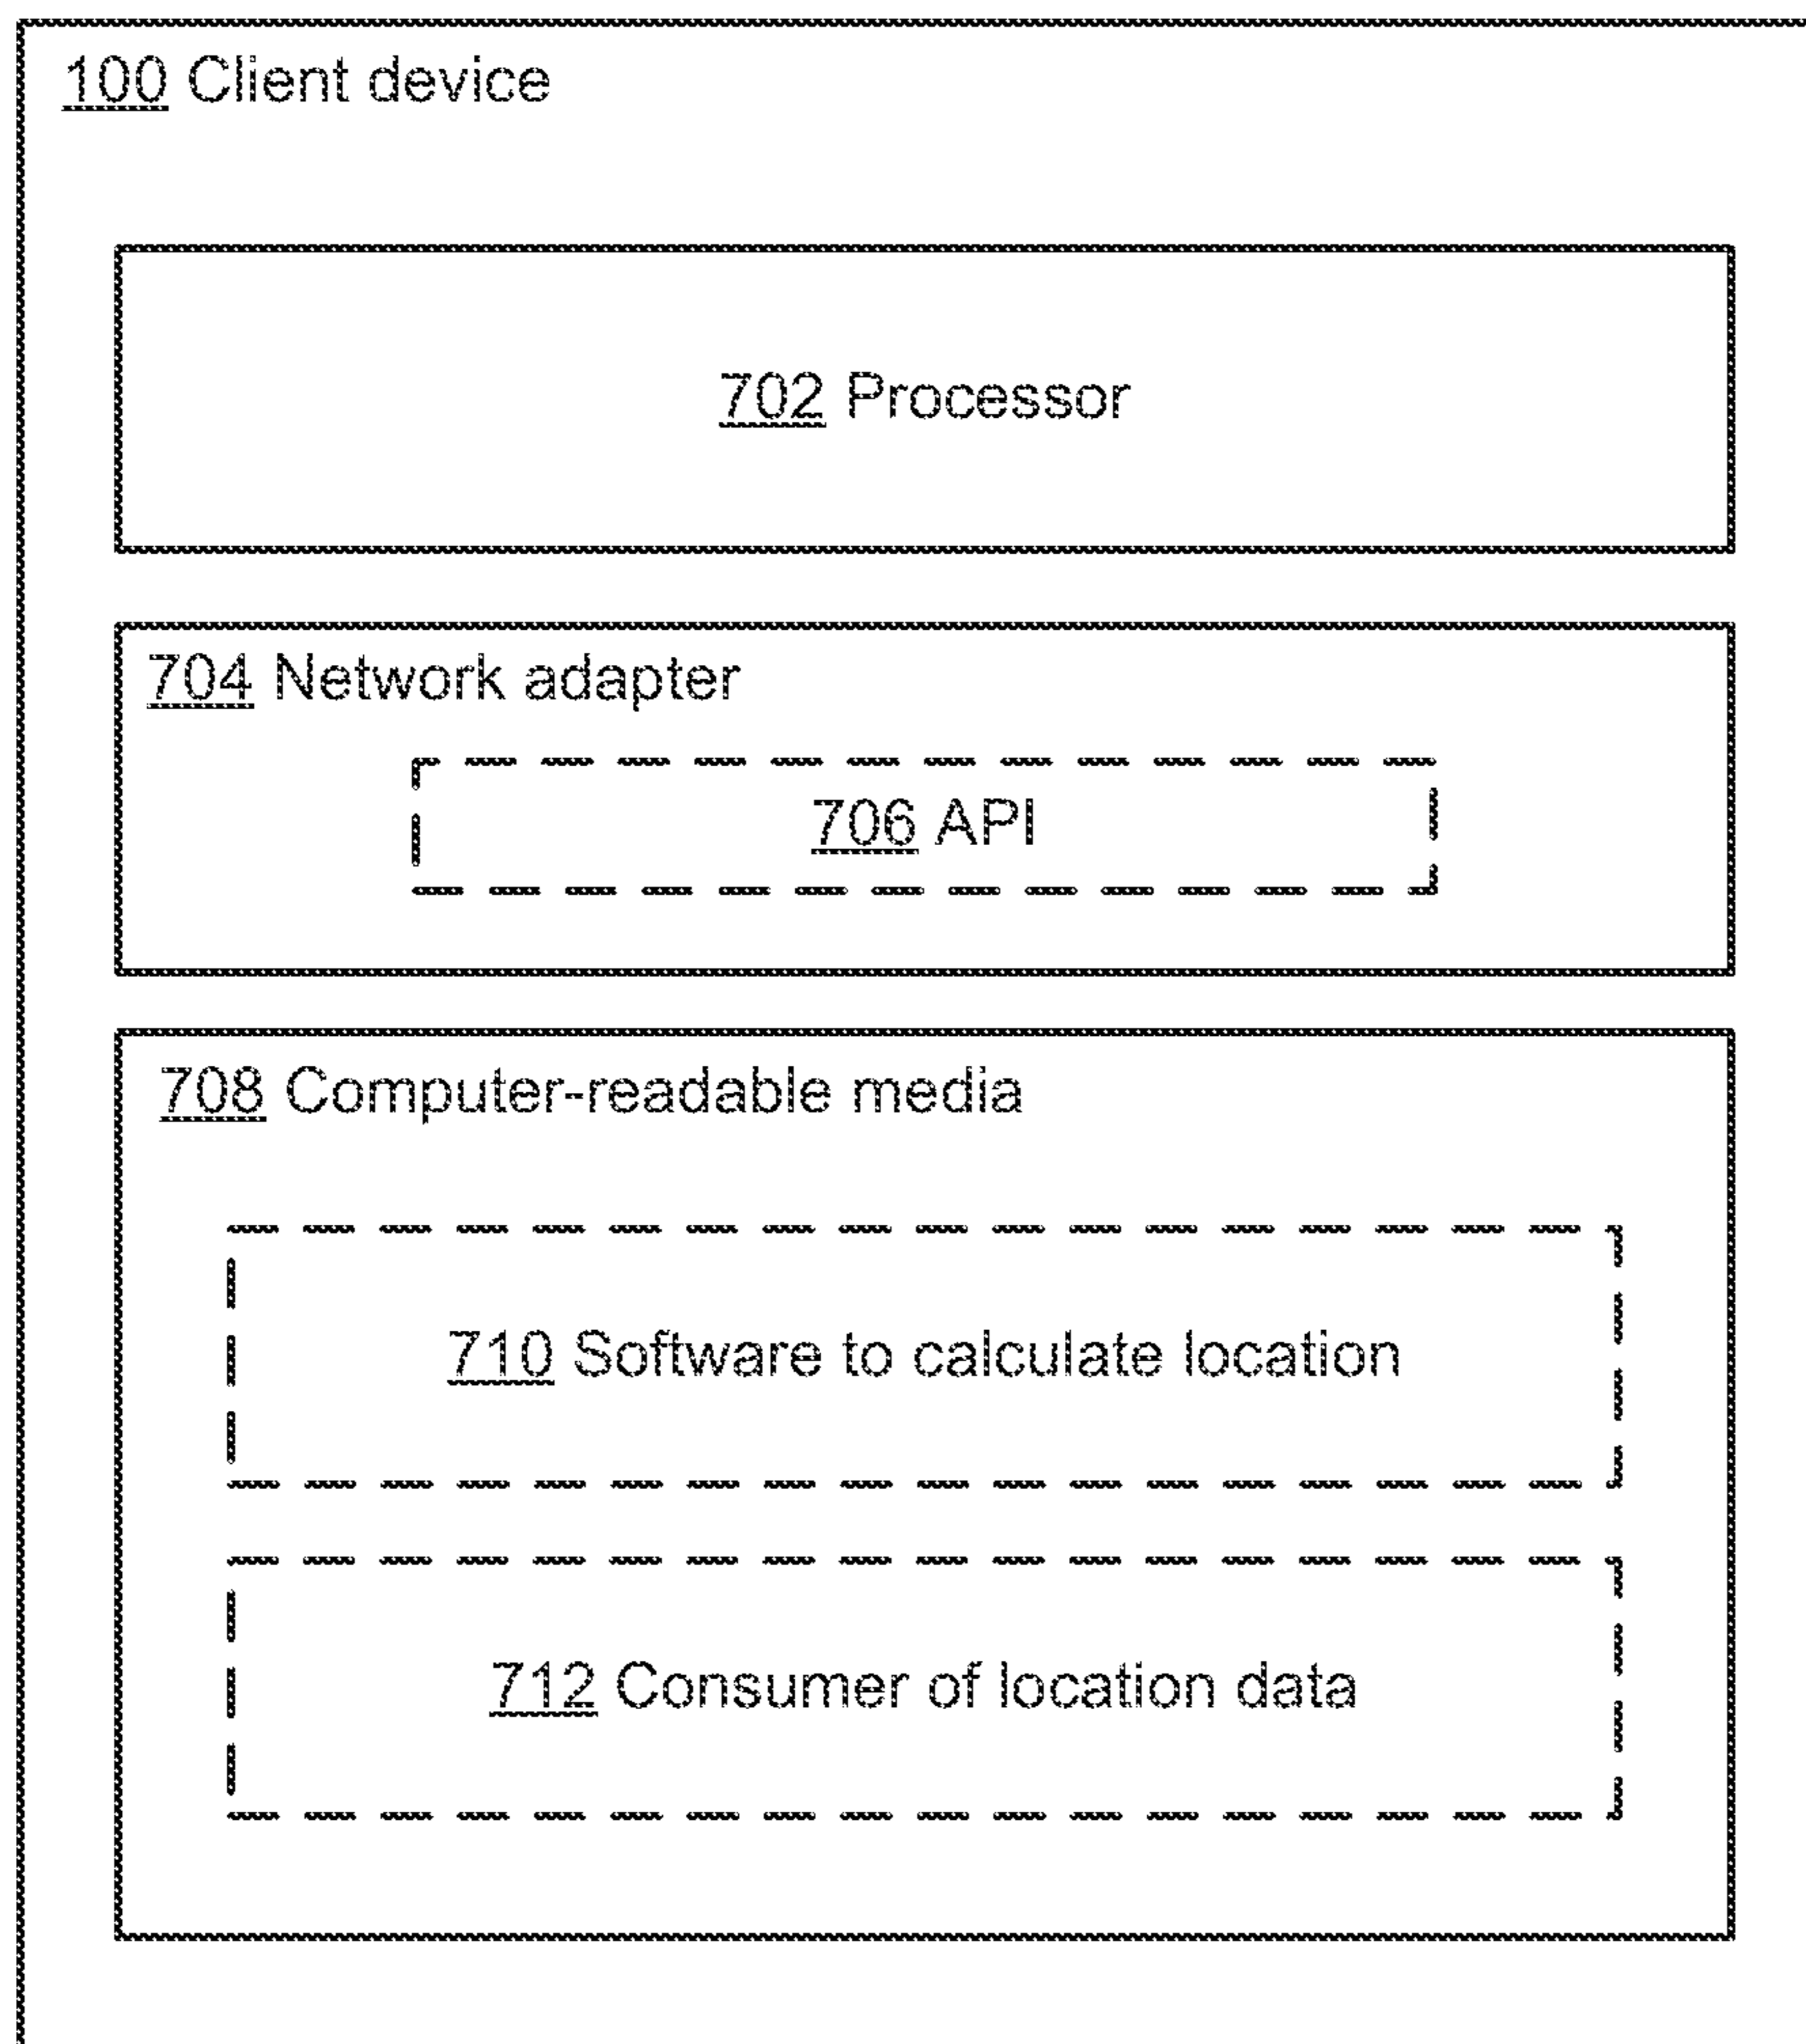 100 Client device
702 Processor
704 Network adapter
706 API
708 Computer-readable media
710 Software to calculate location
712 Consumer of location data